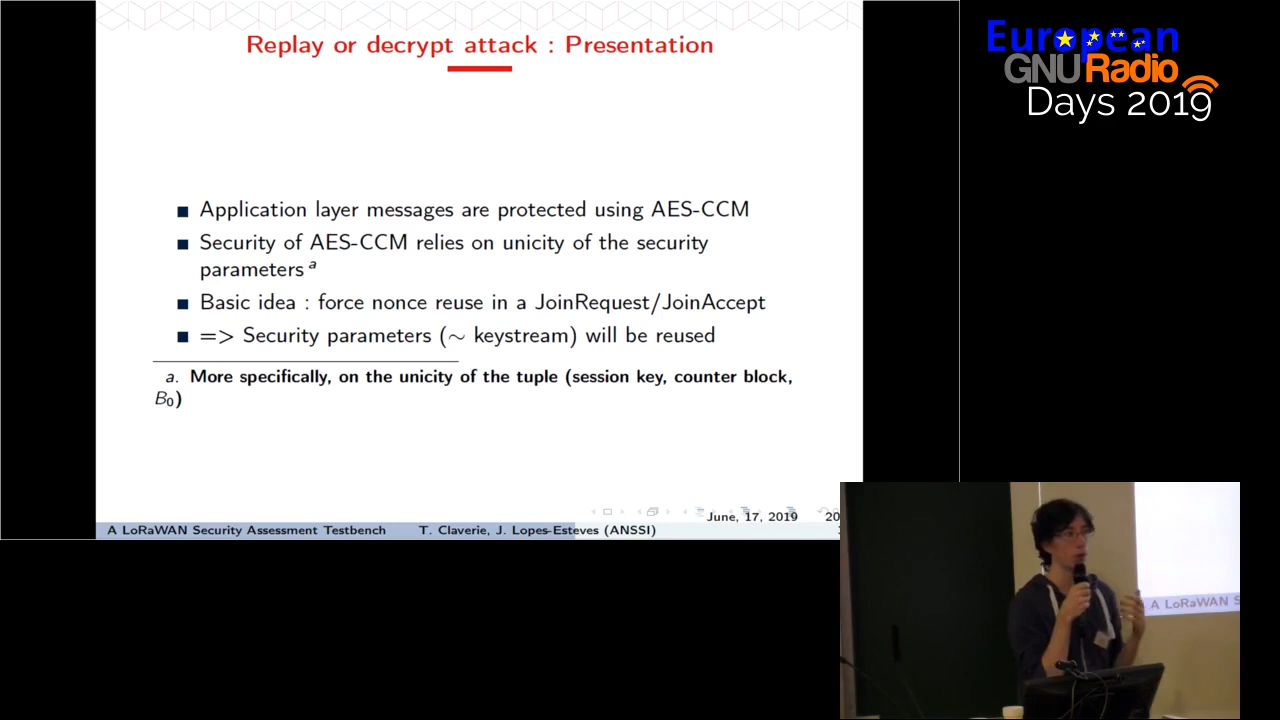 Replay or decrypt attack : Presentation
European
GNURadio
Days 2019
■ Application layer messages are protected using AES-CCM
■ Security of AES-CCM relies on unicity of the security
parameters a
■ Basic idea : force nonce reuse in a JoinRequest/JoinAccept
■ => Security parameters (∼ keystream) will be reused
a. More specifically, on the unicity of the tuple (session key, counter block,
B0)
June, 17, 2019 20
A LoRaWAN Security Assessment Testbench T. Claverie, J. Lopes-Esteves (ANSSI)
A LoRaWAN S